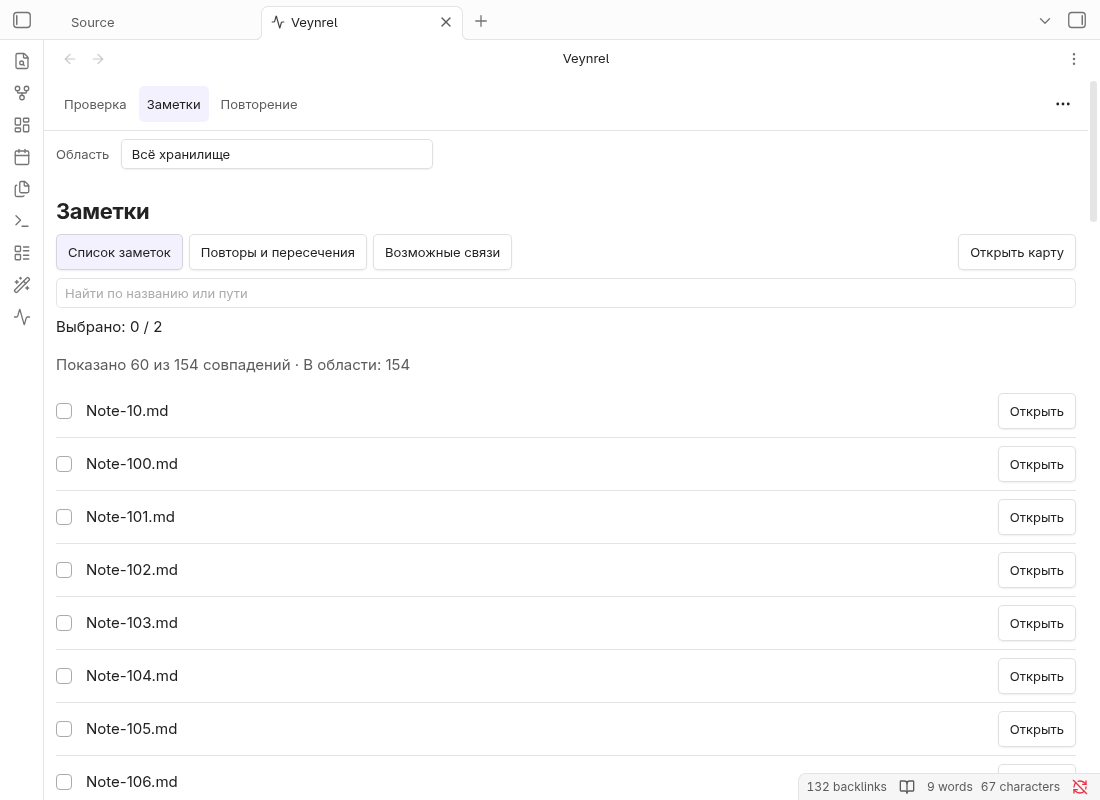 Source
Veynrel
Veynrel
Проверка Заметки Повторение
Область Всё хранилище
Заметки
Список заметок Повторы и пересечения Возможные связи Открыть карту
Найти по названию или пути
Выбрано: 0 / 2
Показано 60 из 154 совпадений · В области: 154
Note-10.md Открыть
Note-100.md Открыть
Note-101.md Открыть
Note-102.md Открыть
Note-103.md Открыть
Note-104.md Открыть
Note-105.md Открыть
Note-106.md
132 backlinks 9 words 67 characters